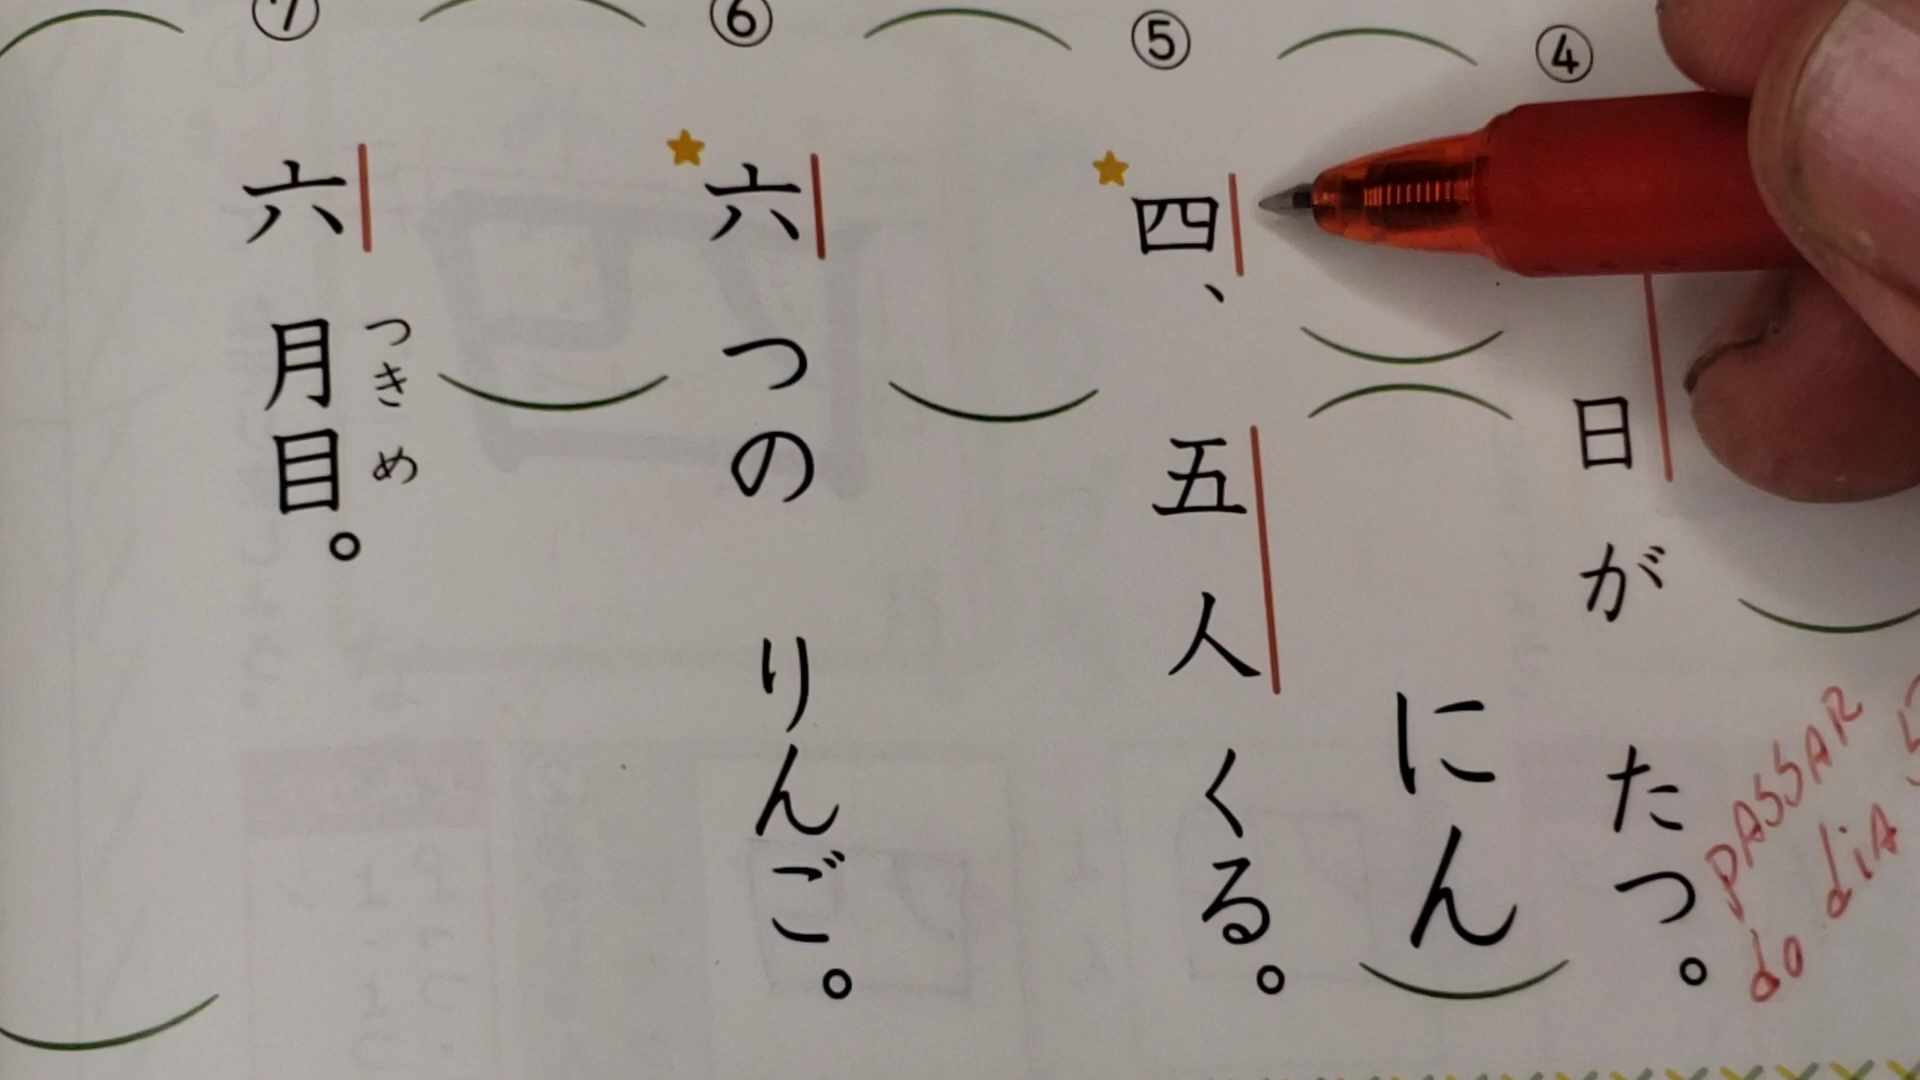 ④
日がたつ。
にん
⑤
四、五人くる。
⑥
六つのりんご。
⑦
つきめ
六月目。
PASSAR
do dia